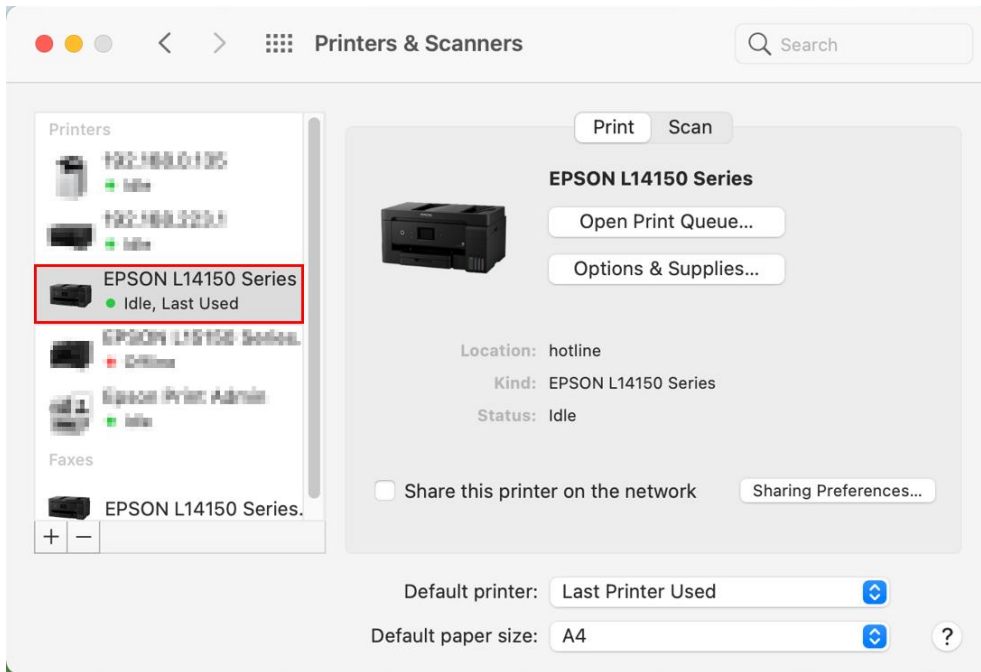 Printers & Scanners
Search
Printers
EPSON L14150 Series
Idle, Last Used
Faxes
EPSON L14150 Series.
+ −
Print Scan
EPSON L14150 Series
Open Print Queue...
Options & Supplies...
Location: hotline
Kind: EPSON L14150 Series
Status: Idle
Share this printer on the network
Sharing Preferences...
Default printer: Last Printer Used
Default paper size: A4
?